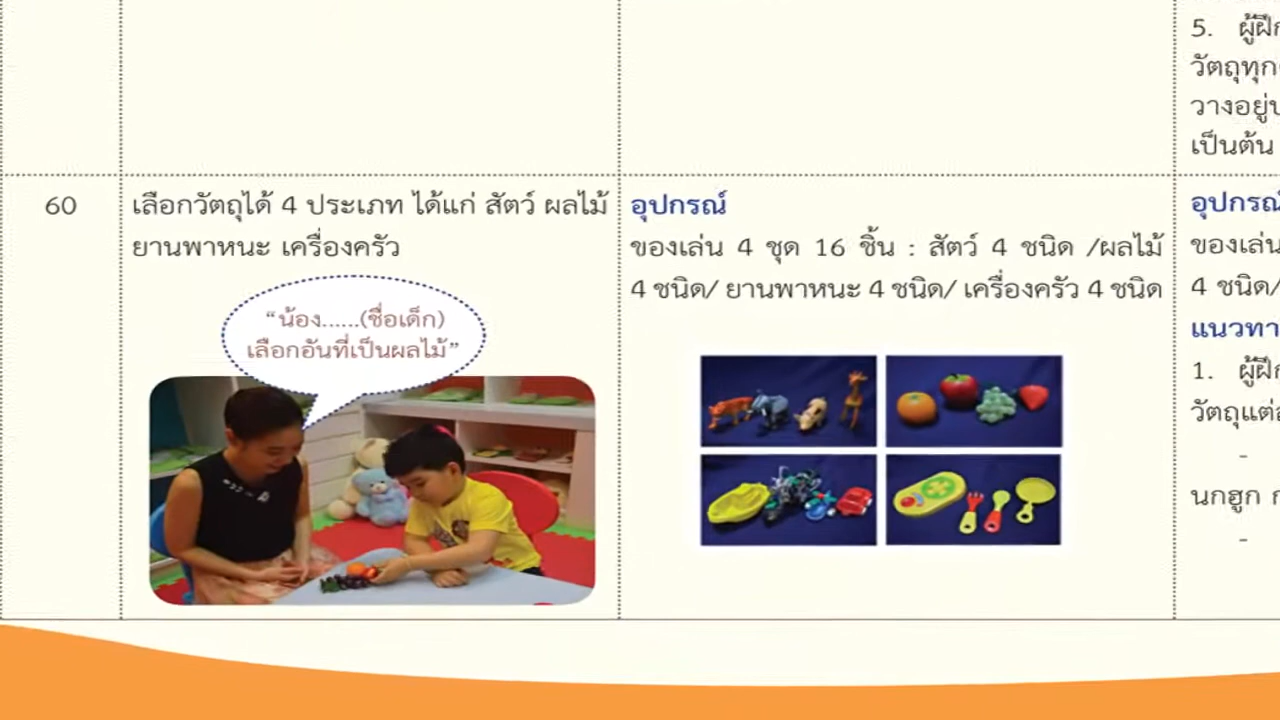 5. ผู้ฝึก
วัตถุทุก
วางอยู่บ
เป็นต้น
60
เลือกวัตถุได้ 4 ประเภท ได้แก่ สัตว์ ผลไม้
ยานพาหนะ เครื่องครัว
“น้อง......(ชื่อเด็ก)
เลือกอันที่เป็นผลไม้”
อุปกรณ์
ของเล่น 4 ชุด 16 ชิ้น : สัตว์ 4 ชนิด /ผลไม้
4 ชนิด/ ยานพาหนะ 4 ชนิด/ เครื่องครัว 4 ชนิด
อุปกรณ์
ของเล่น
4 ชนิด/
แนวทา
1. ผู้ฝึก
วัตถุแต่
-
นกฮูก
-